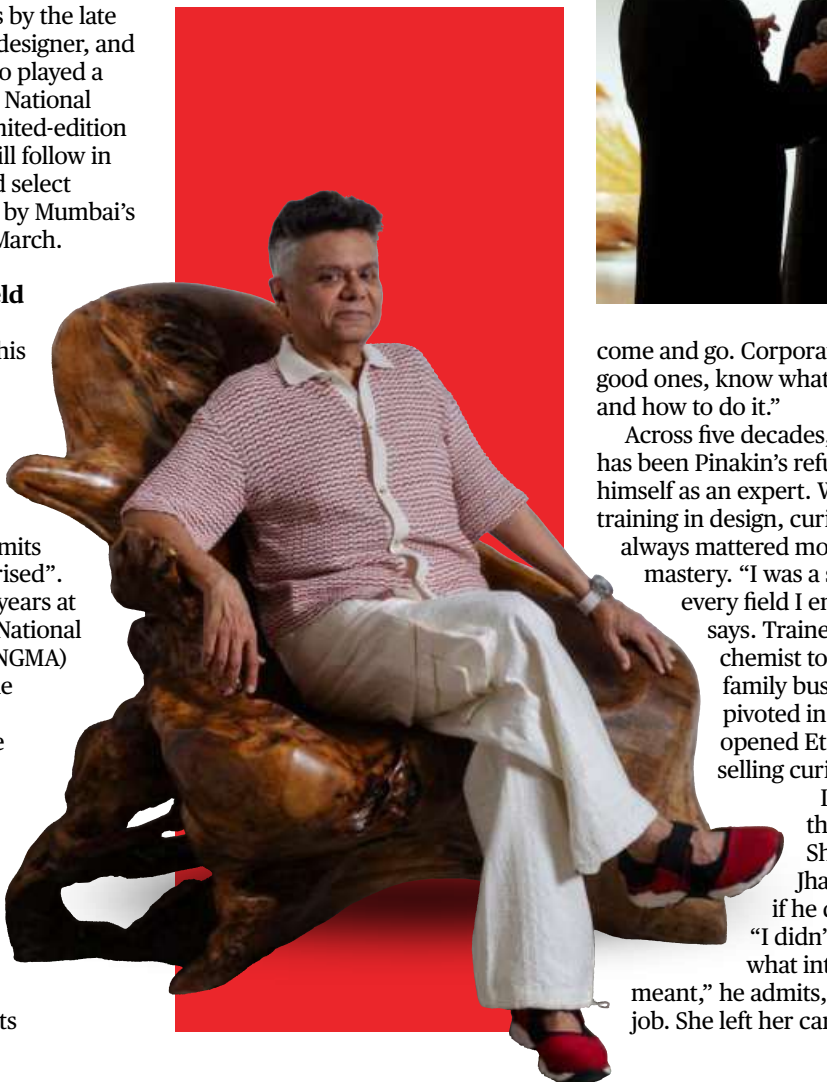 s by the late
designer, and
o played a
National
nited-edition
ill follow in
d select
by Mumbai’s
March.
eld
his
mits
rised”.
years at
National
NGMA)
e
e
ts
come and go. Corpora
good ones, know what
and how to do it.”
Across five decades,
has been Pinakin’s refu
himself as an expert. W
training in design, curi
always mattered mo
mastery. “I was a s
every field I en
says. Traine
chemist to
family bus
pivoted in
opened Et
selling curi
th
Sh
Jha
if he d
“I didn’
what int
meant,” he admits,
job. She left her car